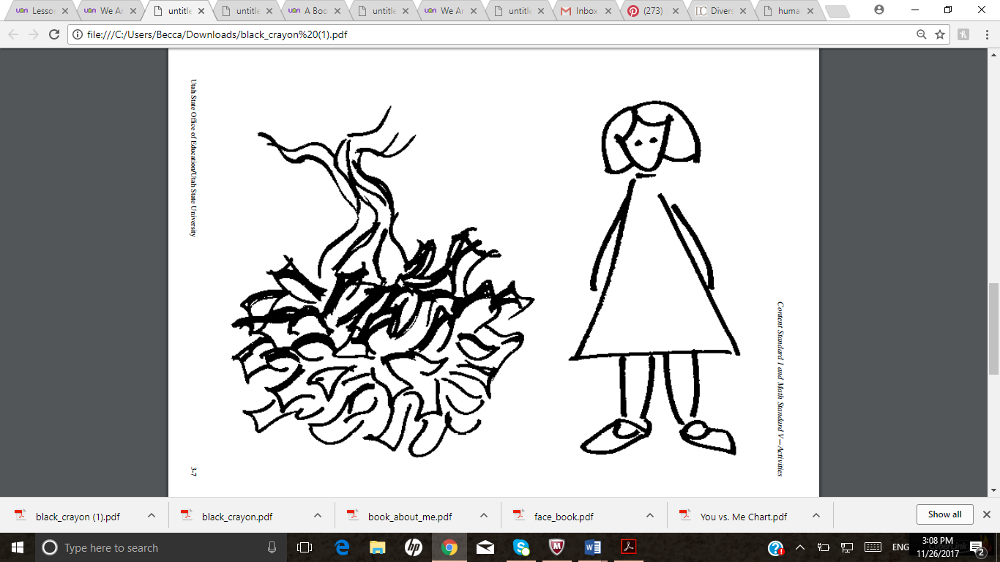 Lesso
We Ar
untitle
untitle
A Boo
untitle
We Ar
untitle
Inbox
(273)
Divers
huma
file:///C:/Users/Becca/Downloads/black_crayon%20(1).pdf
Utah State Office of Education/Utah State University
3-7
Content Standard I and Math Standard V—Activities
black_crayon (1).pdf
black_crayon.pdf
book_about_me.pdf
face_book.pdf
You vs. Me Chart.pdf
Show all
Type here to search
ENG
3:08 PM
11/26/2017
2